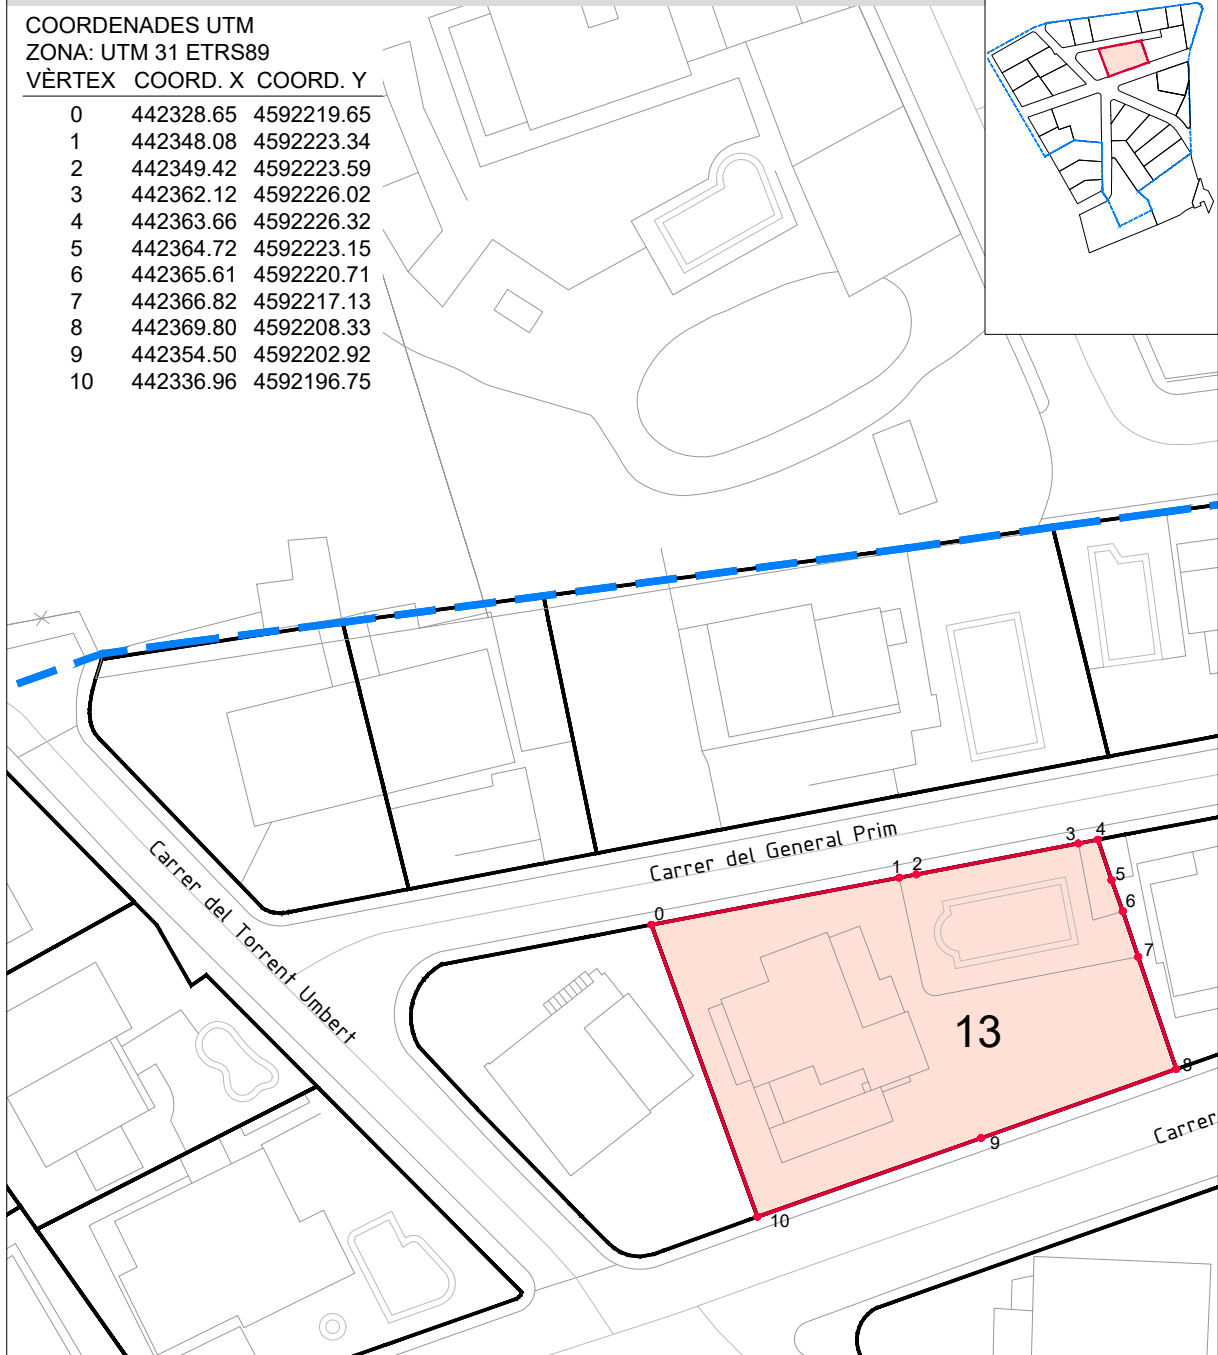 COORDENADES UTM
ZONA: UTM 31 ETRS89
VÈRTEX COORD. X COORD. Y
0 442328.65 4592219.65
1 442348.08 4592223.34
2 442349.42 4592223.59
3 442362.12 4592226.02
4 442363.66 4592226.32
5 442364.72 4592223.15
6 442365.61 4592220.71
7 442366.82 4592217.13
8 442369.80 4592208.33
9 442354.50 4592202.92
10 442336.96 4592196.75
Carrer del General Prim
Carrer del Torrent Umbert
0
1
2
3
4
5
6
7
8
9
10
13
Carrer